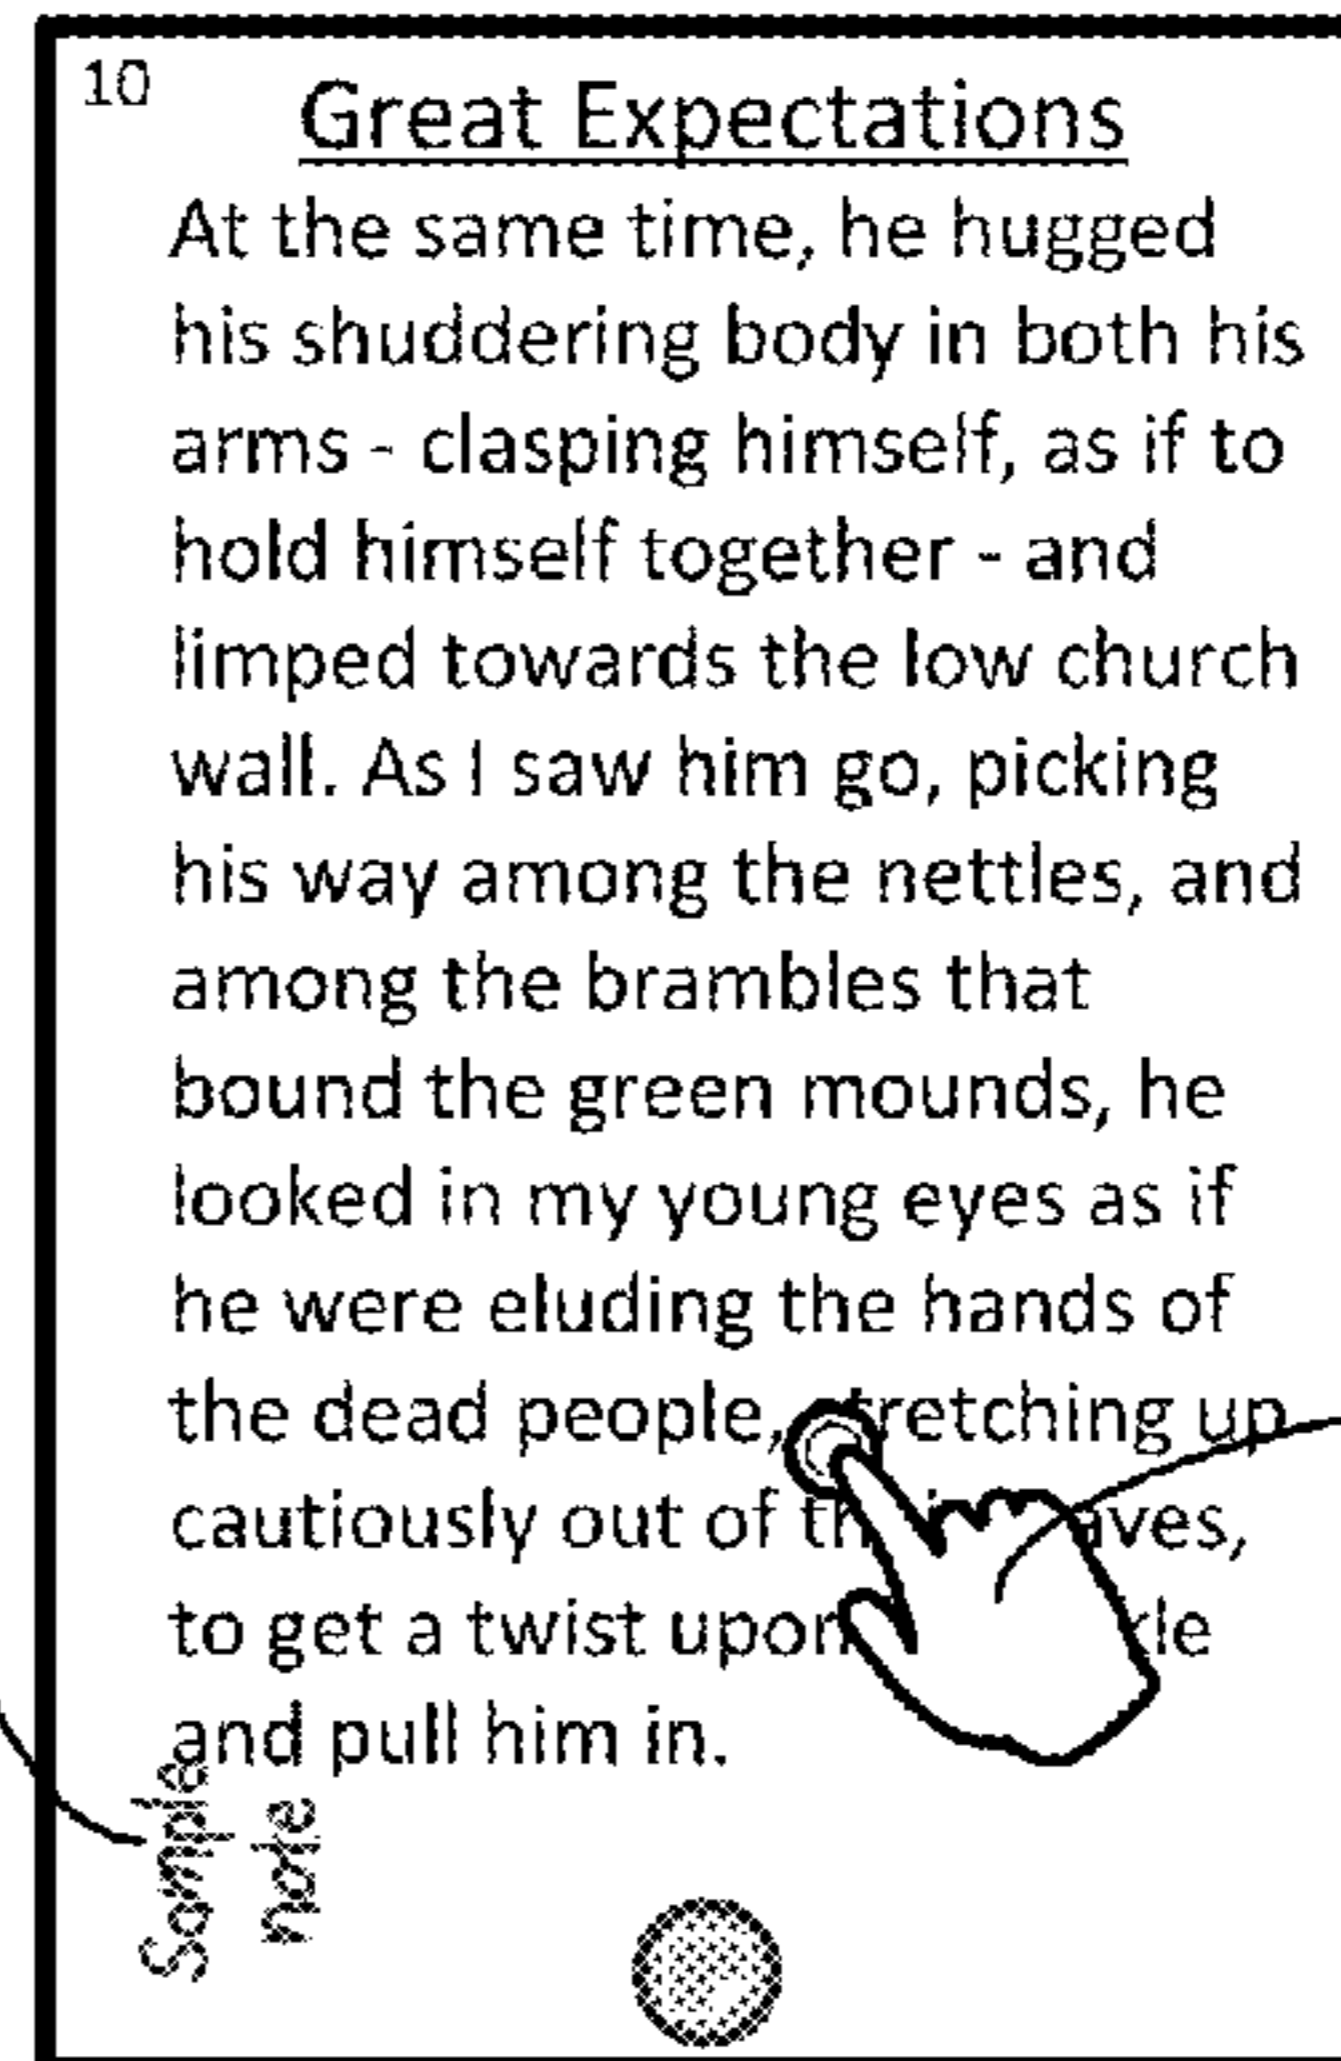 10
Great Expectations
At the same time, he hugged
his shuddering body in both his
arms - clasping himself, as if to
hold himself together - and
limped towards the low church
wall. As I saw him go, picking
his way among the nettles, and
among the brambles that
bound the green mounds, he
looked in my young eyes as if
he were eluding the hands of
the dead people, tretching up
cautiously out of th aves,
to get a twist upon kle
and pull him in.
Sample
note